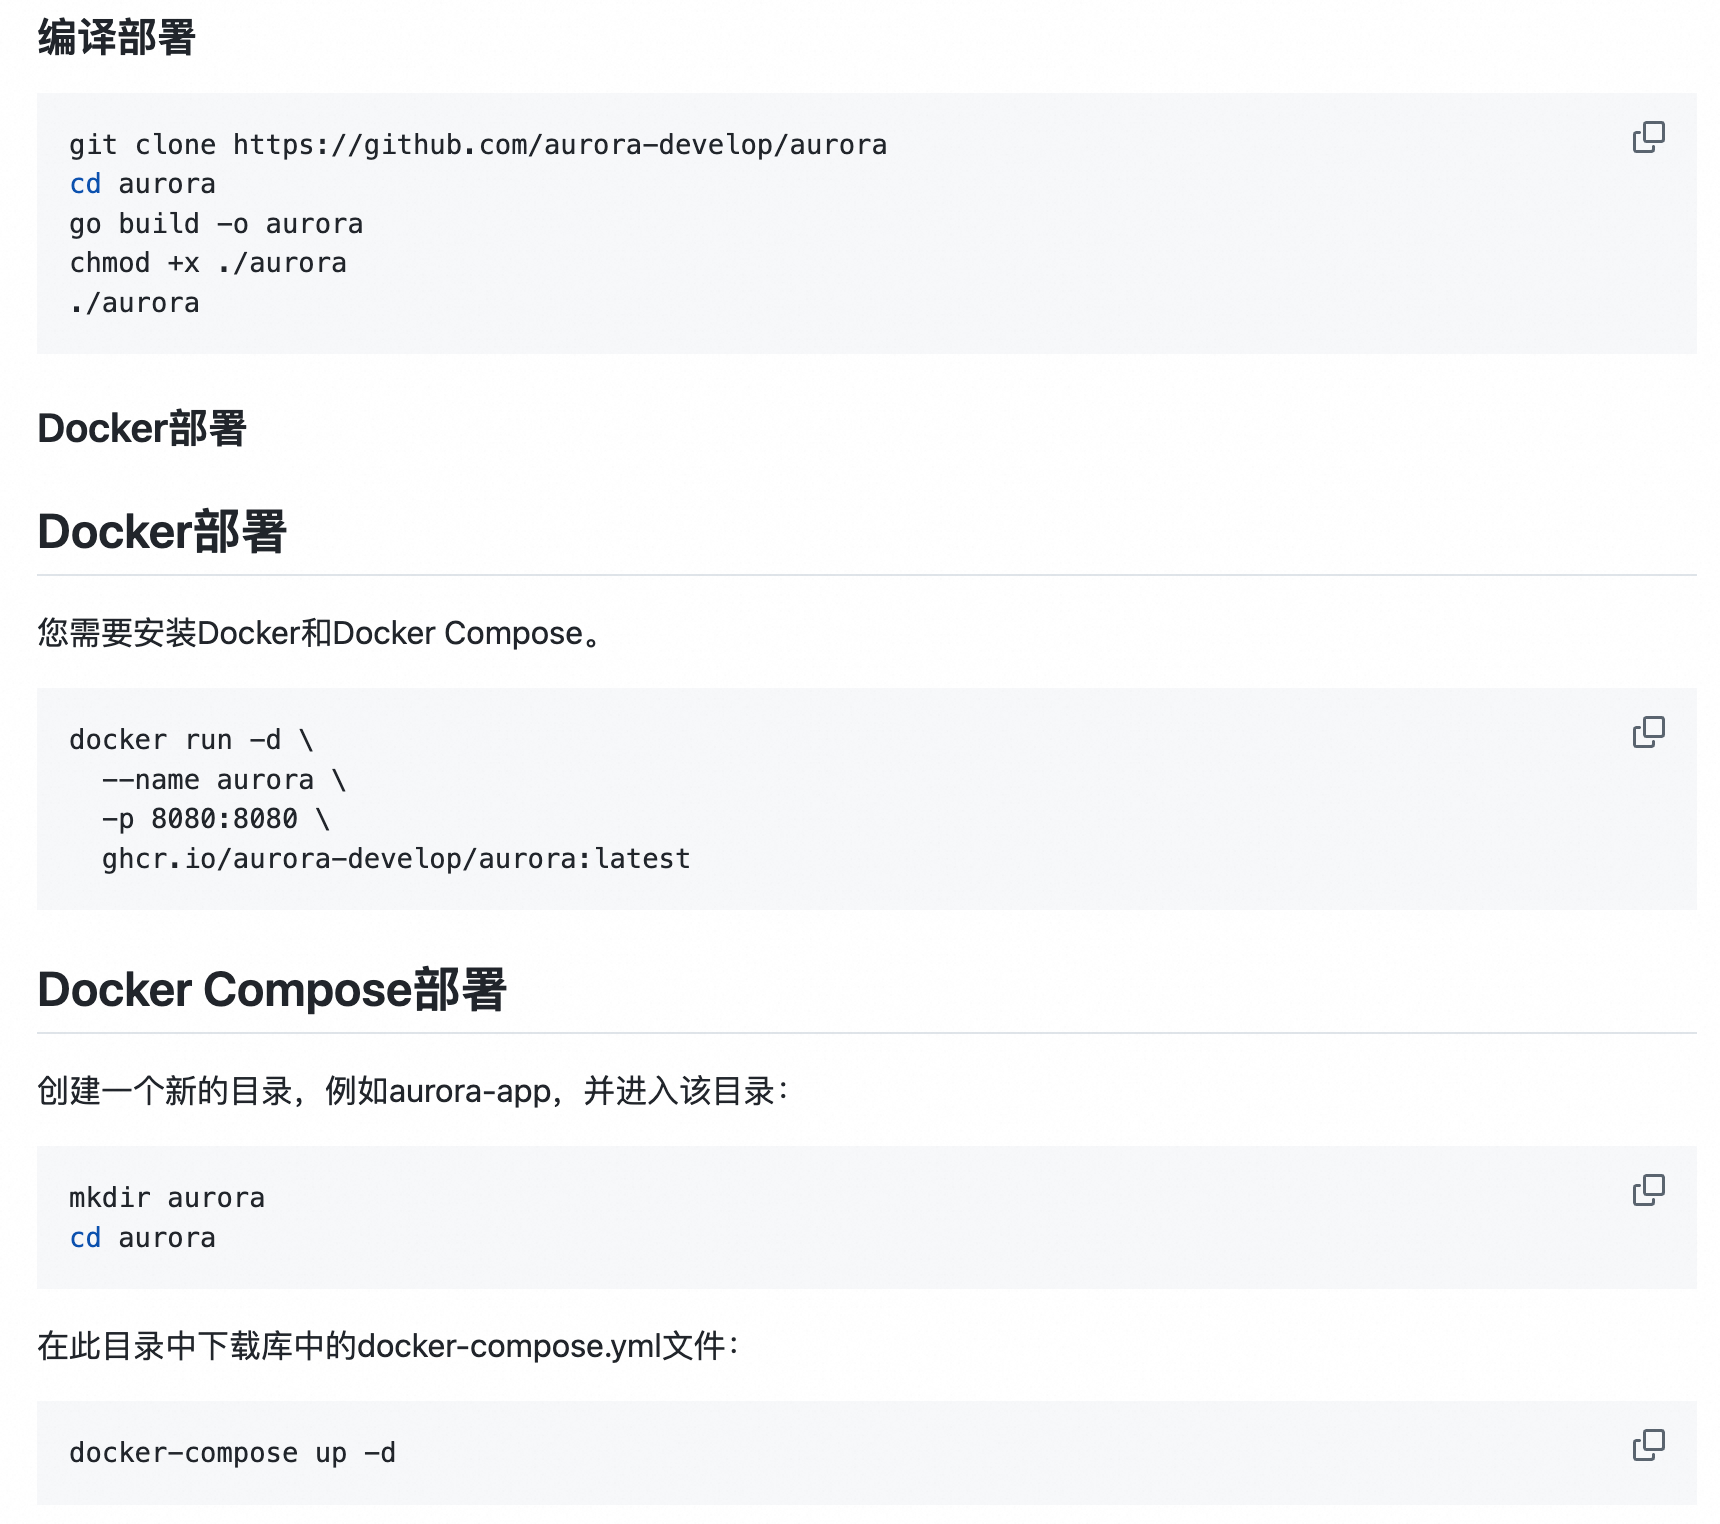 编译部署
git clone https://github.com/aurora-develop/aurora
cd aurora
go build -o aurora
chmod +x ./aurora
./aurora
Docker部署
Docker部署
您需要安装Docker和Docker Compose。
docker run -d \
  --name aurora \
  -p 8080:8080 \
  ghcr.io/aurora-develop/aurora:latest
Docker Compose部署
创建一个新的目录，例如aurora-app，并进入该目录：
mkdir aurora
cd aurora
在此目录中下载库中的docker-compose.yml文件：
docker-compose up -d